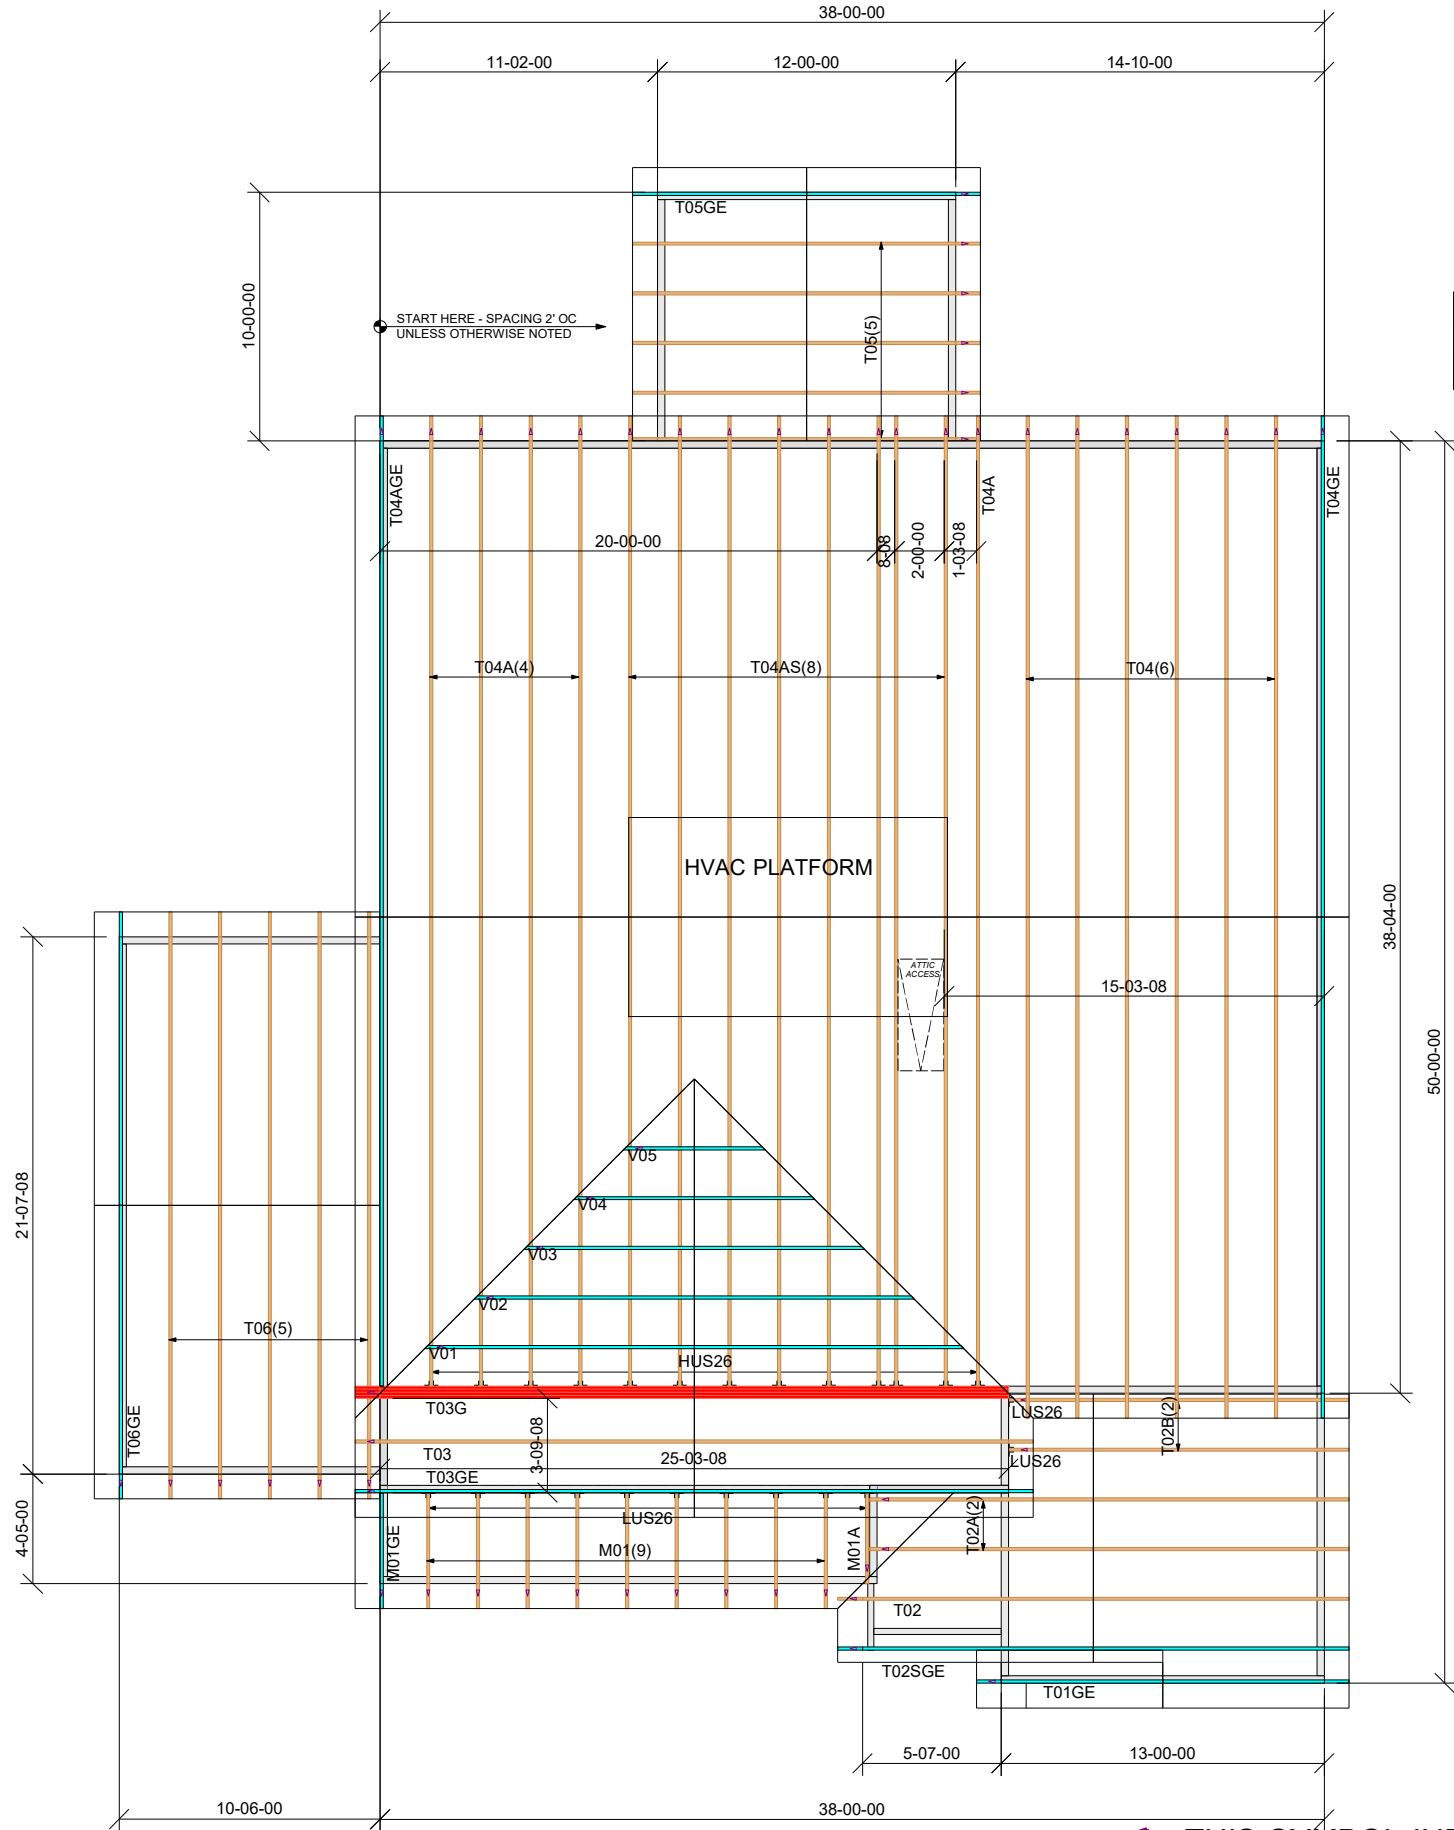 38-00-00
11-02-00
12-00-00
14-10-00
T05GE
10-00-00
START HERE - SPACING 2' OC
UNLESS OTHERWISE NOTED
T05(5)
T04AGE
T04A
T04GE
20-00-00
8-08
2-00-00
1-03-08
T04A(4)
T04AS(8)
T04(6)
HVAC PLATFORM
38-04-00
ATTIC
ACCESS
15-03-08
50-00-00
21-07-08
V05
V04
V03
V02
V01
T06(5)
HUS26
T03G
LUS26
T02B(2)
T06GE
T03
3-09-08
25-03-08
LUS26
T03GE
LUS26
4-05-00
M01GE
M01(9)
M01A
T02A(2)
T02
T02SGE
T01GE
5-07-00
13-00-00
10-06-00
38-00-00